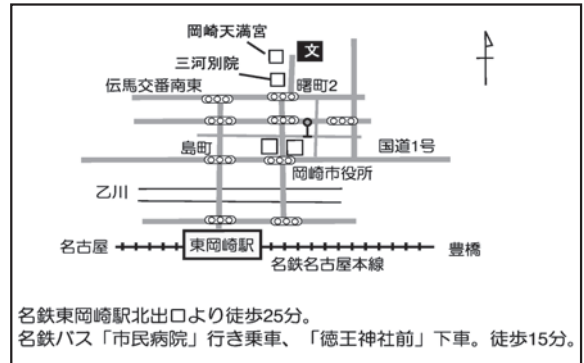 岡崎天満宮
文
三河別院
伝馬交番南東
曙町2
島町
国道1号
岡崎市役所
乙川
名古屋
東岡崎駅
豊橋
名鉄名古屋本線
名鉄東岡崎駅北出口より徒歩25分。
名鉄バス「市民病院」行き乗車、「徳王神社前」下車。徒歩15分。